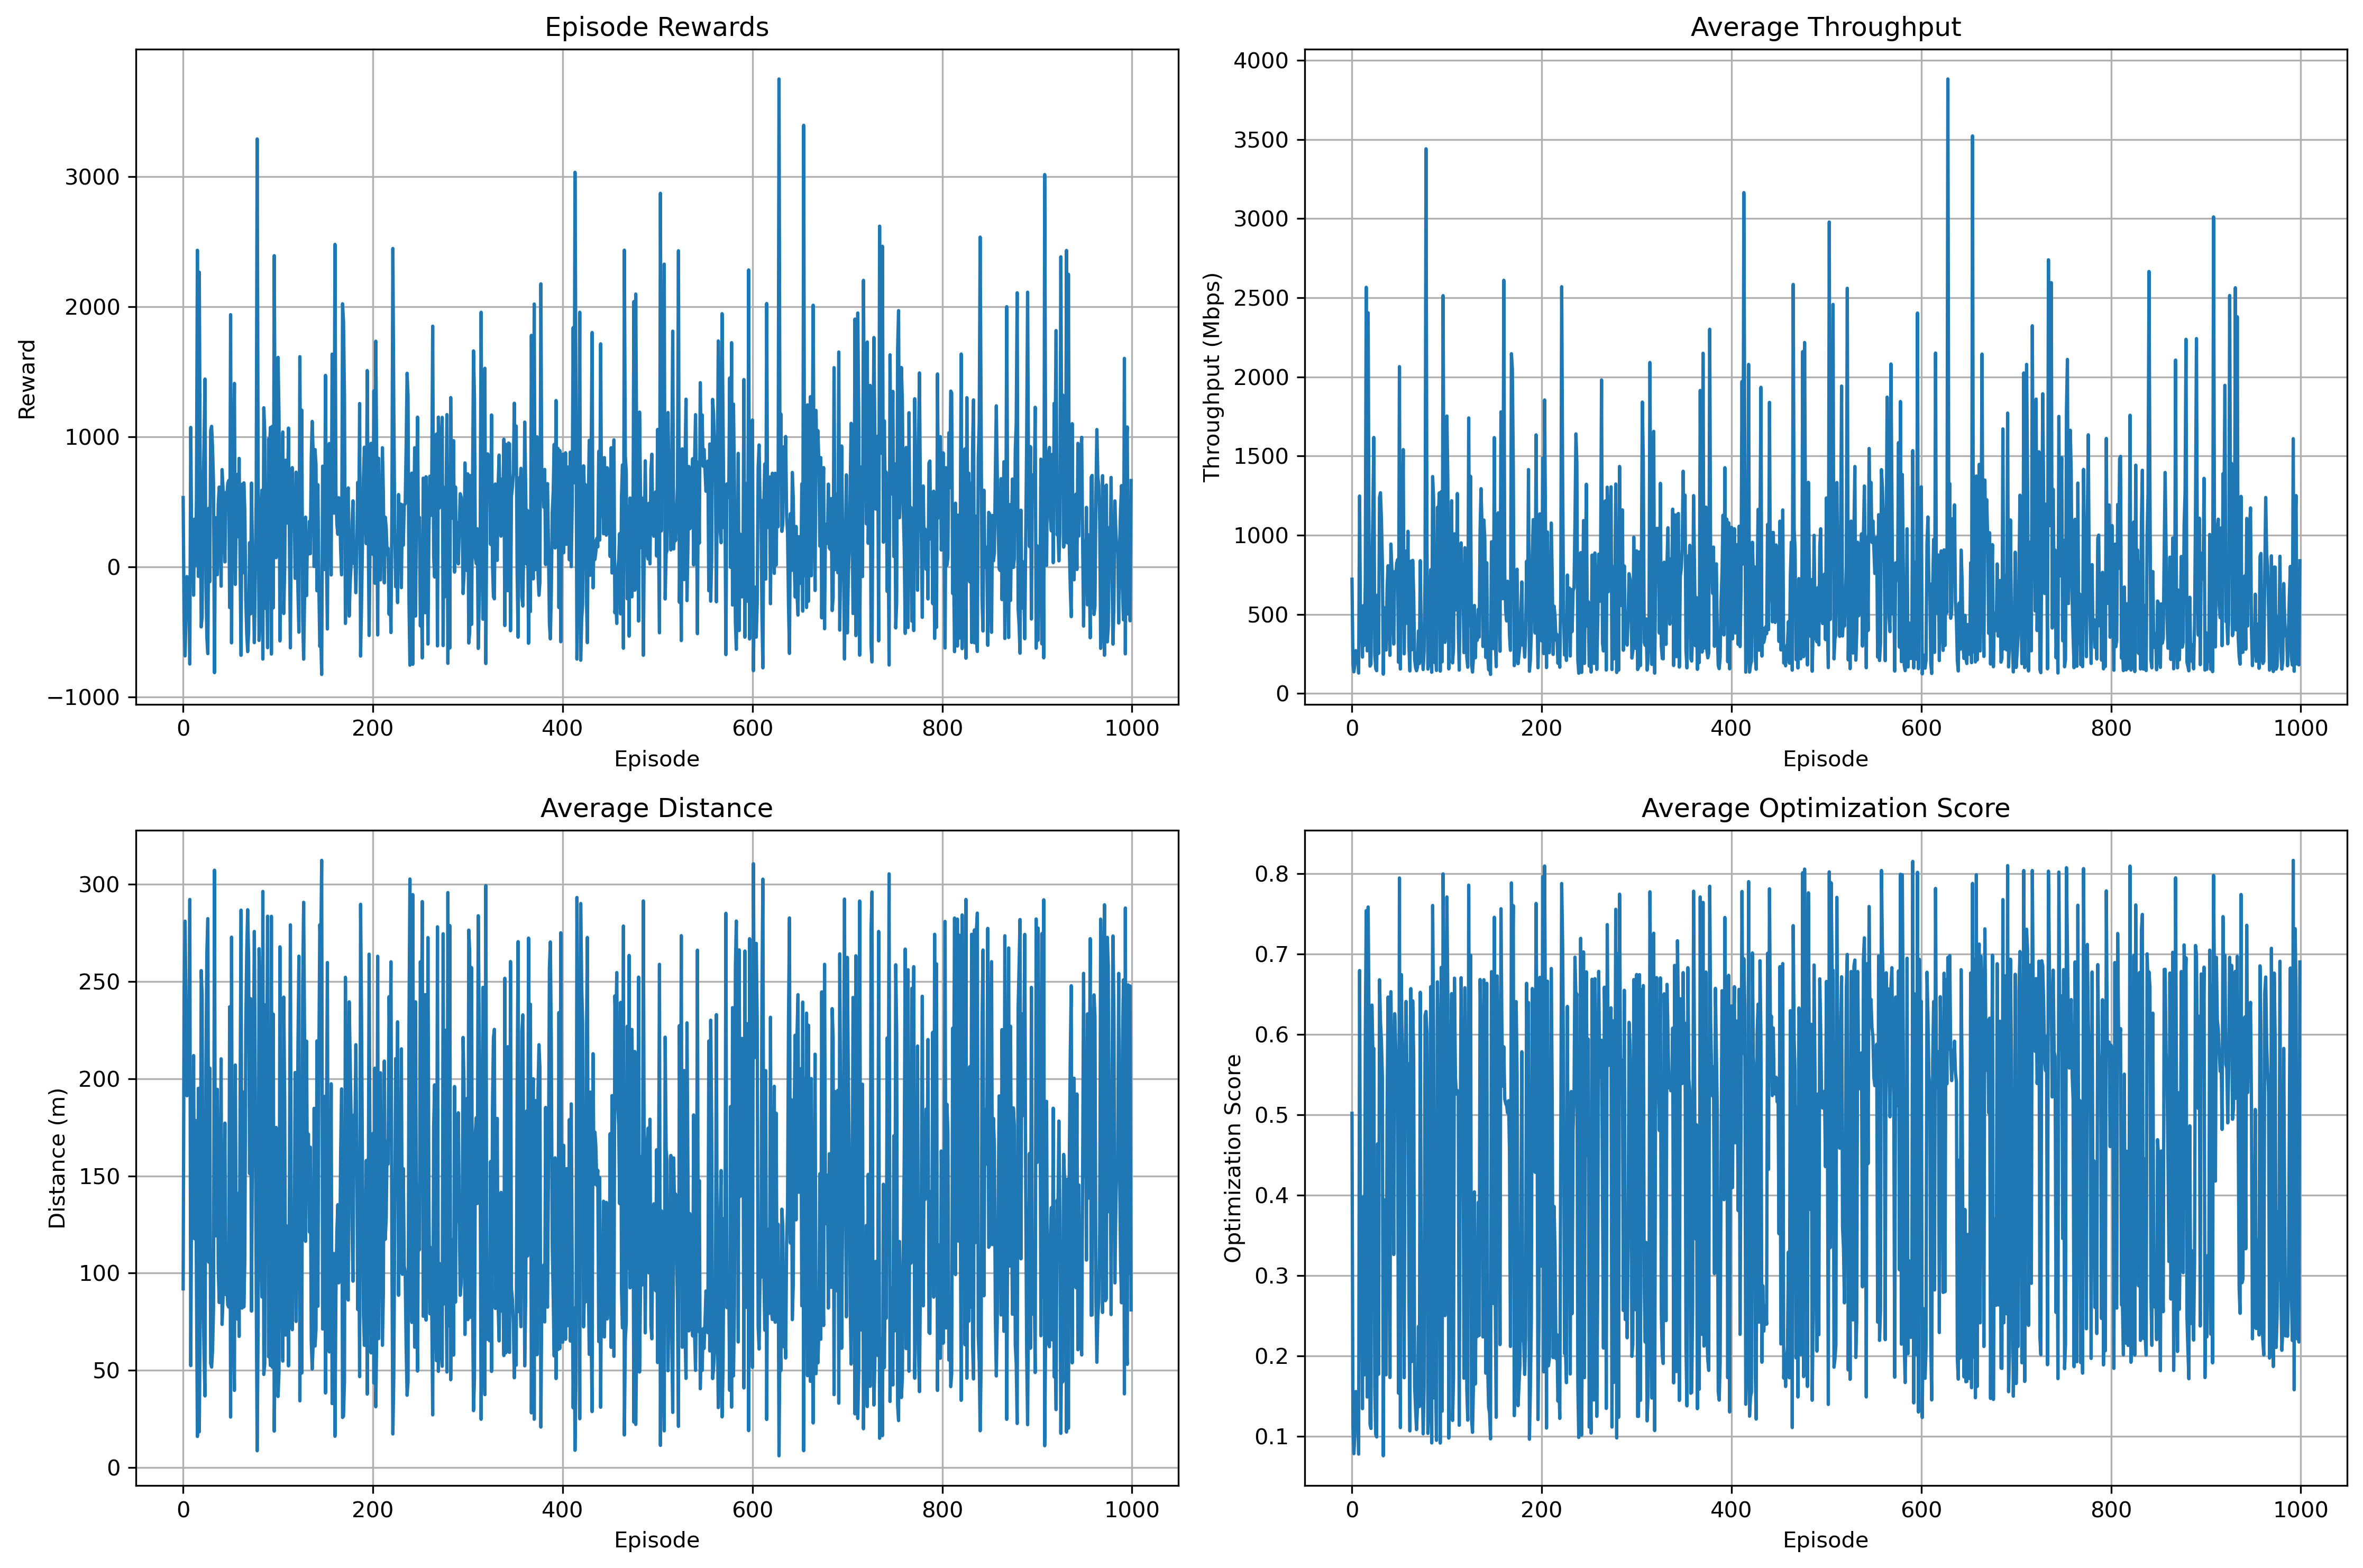 Episode Rewards
Reward
3000
2000
1000
0
−1000
0 200 400 600 800 1000
Episode
Average Throughput
Throughput (Mbps)
4000
3500
3000
2500
2000
1500
1000
500
0
0 200 400 600 800 1000
Episode
Average Distance
Distance (m)
300
250
200
150
100
50
0
0 200 400 600 800 1000
Episode
Average Optimization Score
Optimization Score
0.8
0.7
0.6
0.5
0.4
0.3
0.2
0.1
0 200 400 600 800 1000
Episode